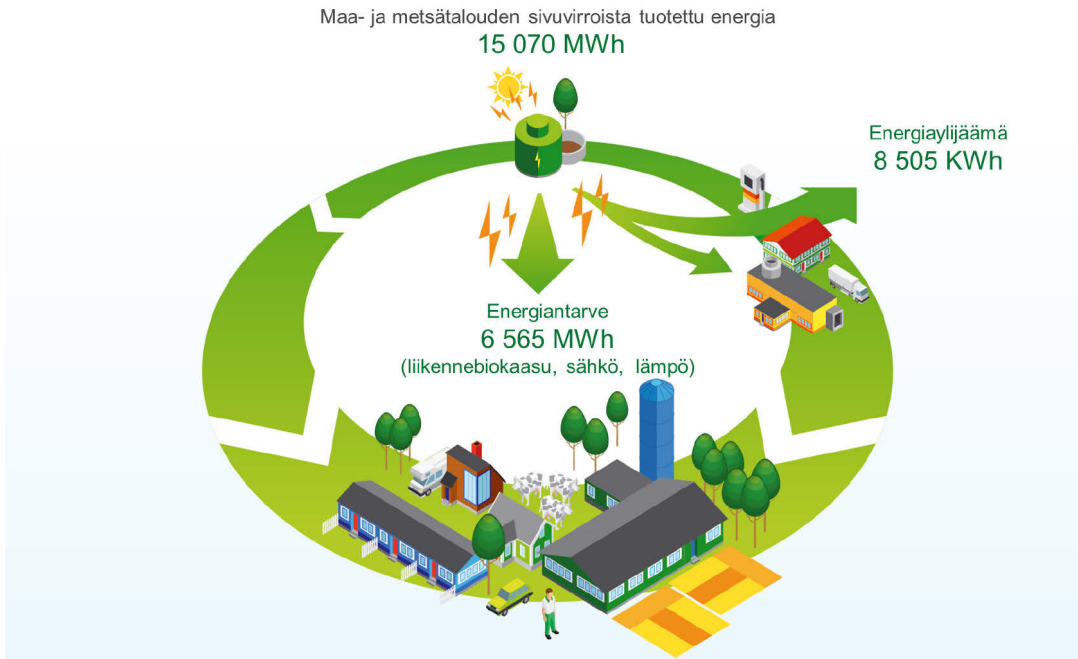 Maa- ja metsätalouden sivuvirroista tuotettu energia
15 070 MWh
Energiaylijäämä
8 505 KWh
Energiantarve
6 565 MWh
(liikennebiokaasu, sähkö, lämpö)